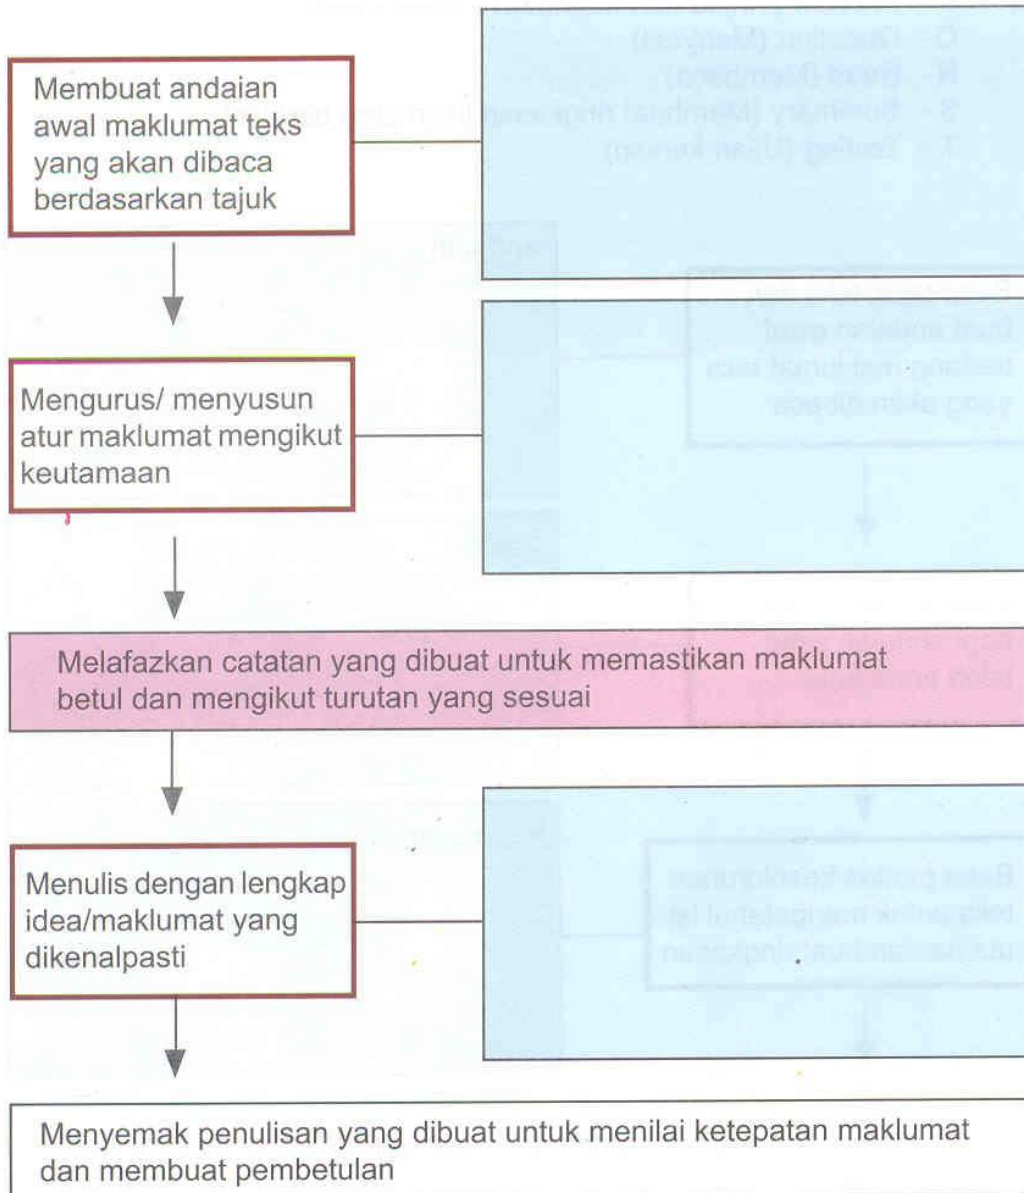 Membuat andaian
awal maklumat teks
yang akan dibaca
berdasarkan tajuk
Mengurus/ menyusun
atur maklumat mengikut
keutamaan
Melafazkan catatan yang dibuat untuk memastikan maklumat
betul dan mengikut turutan yang sesuai
Menulis dengan lengkap
idea/maklumat yang
dikenalpasti
Menyemak penulisan yang dibuat untuk menilai ketepatan maklumat
dan membuat pembetulan